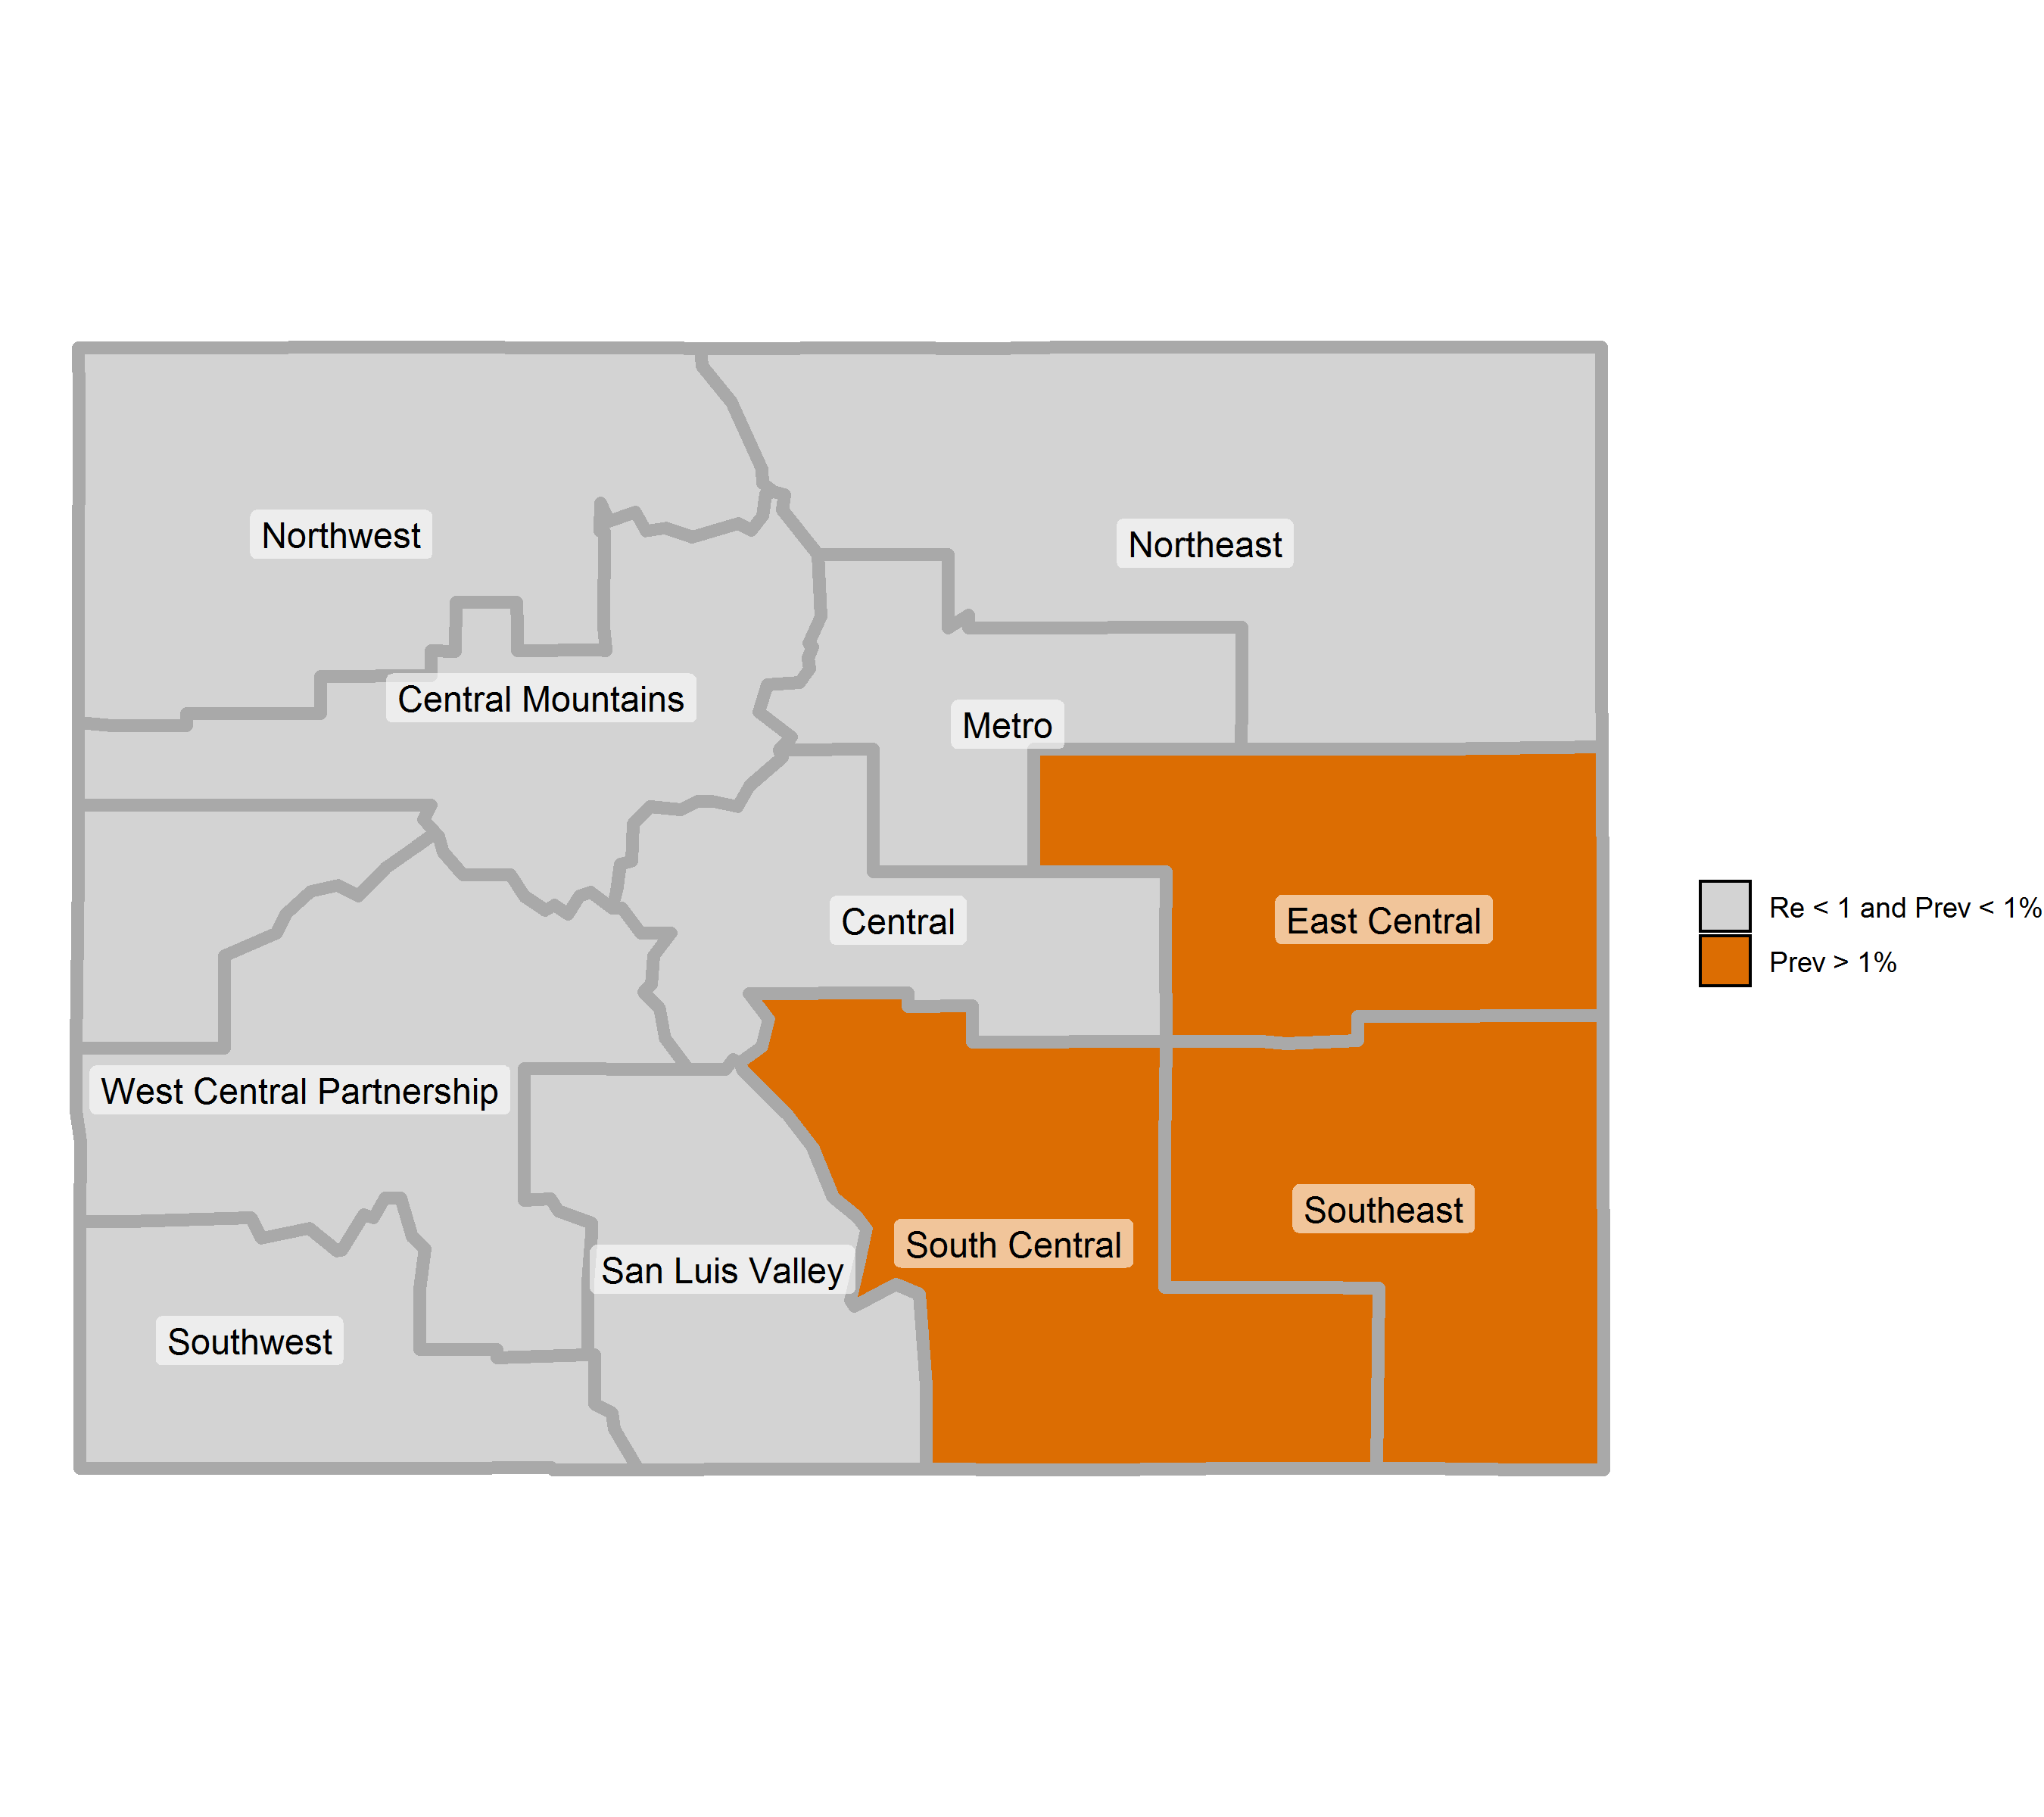 Northwest
Northeast
Central Mountains
Metro
Central
East Central
Re < 1 and Prev < 1%
Prev > 1%
West Central Partnership
Southeast
South Central
San Luis Valley
Southwest